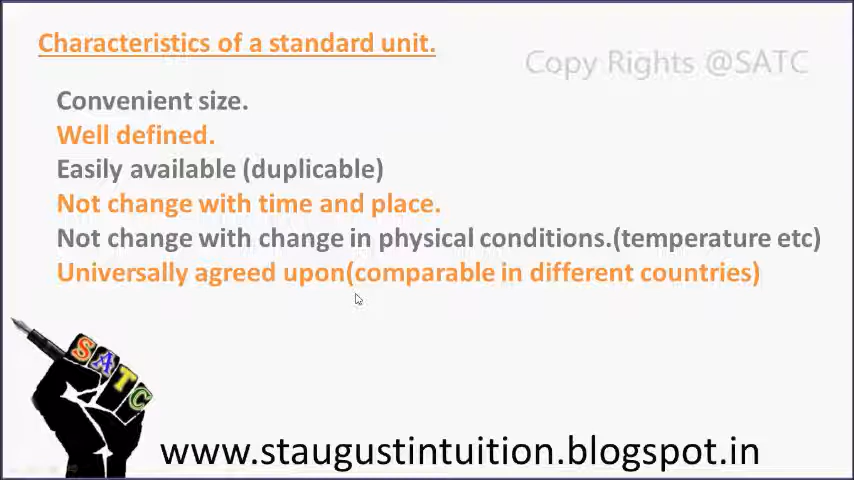 Characteristics of a standard unit.
Copy Rights @SATC
Convenient size.
Well defined.
Easily available (duplicable)
Not change with time and place.
Not change with change in physical conditions.(temperature etc)
Universally agreed upon(comparable in different countries)
SATC
www.staugustintuition.blogspot.in